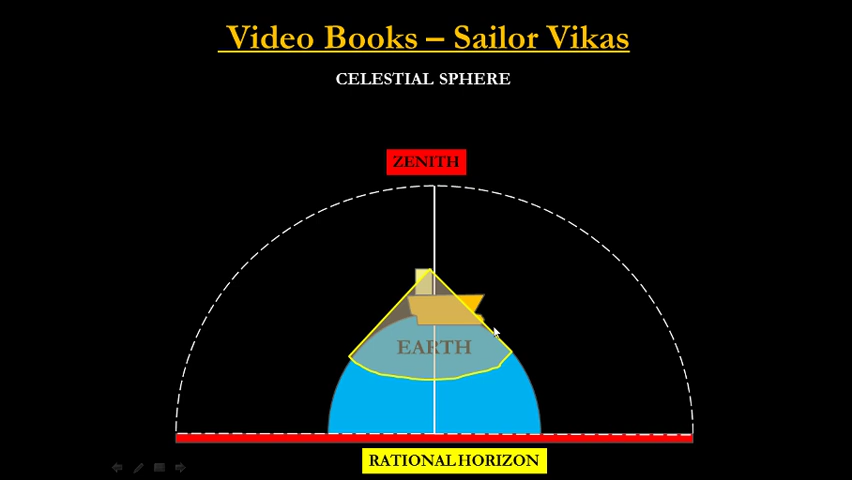 Video Books – Sailor Vikas
CELESTIAL SPHERE
ZENITH
EARTH
RATIONAL HORIZON